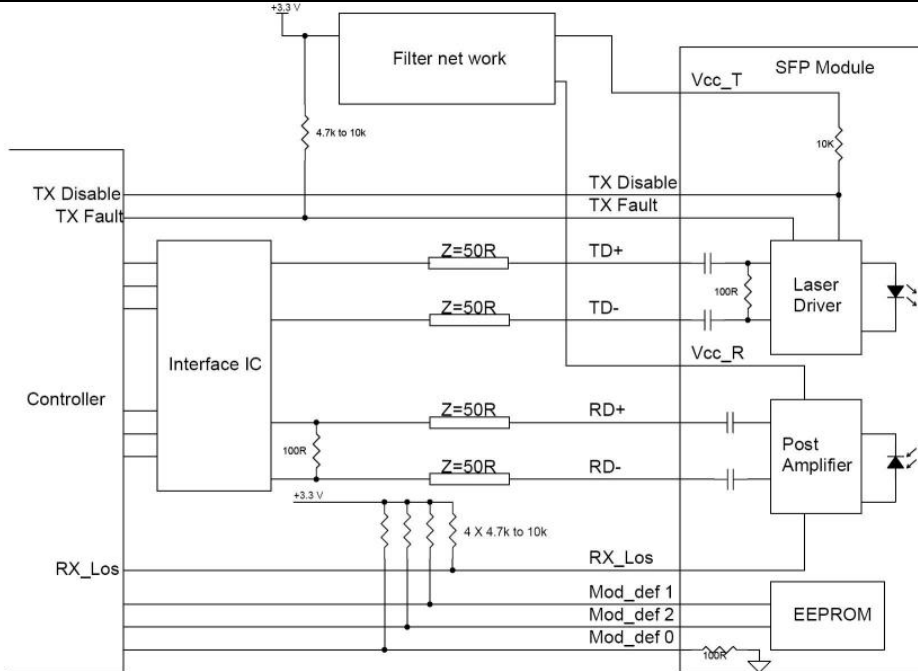 +3.3 V
Filter net work
SFP Module
Vcc_T
4.7k to 10k
10K
TX Disable
TX Disable
TX Fault
TX Fault
Z=50R
TD+
100R
Laser
Driver
Z=50R
TD-
Interface IC
Vcc_R
Controller
Z=50R
RD+
100R
Post
Amplifier
Z=50R
RD-
+3.3 V
4 X 4.7k to 10k
RX_Los
RX_Los
Mod_def 1
Mod_def 2
EEPROM
Mod_def 0
100R